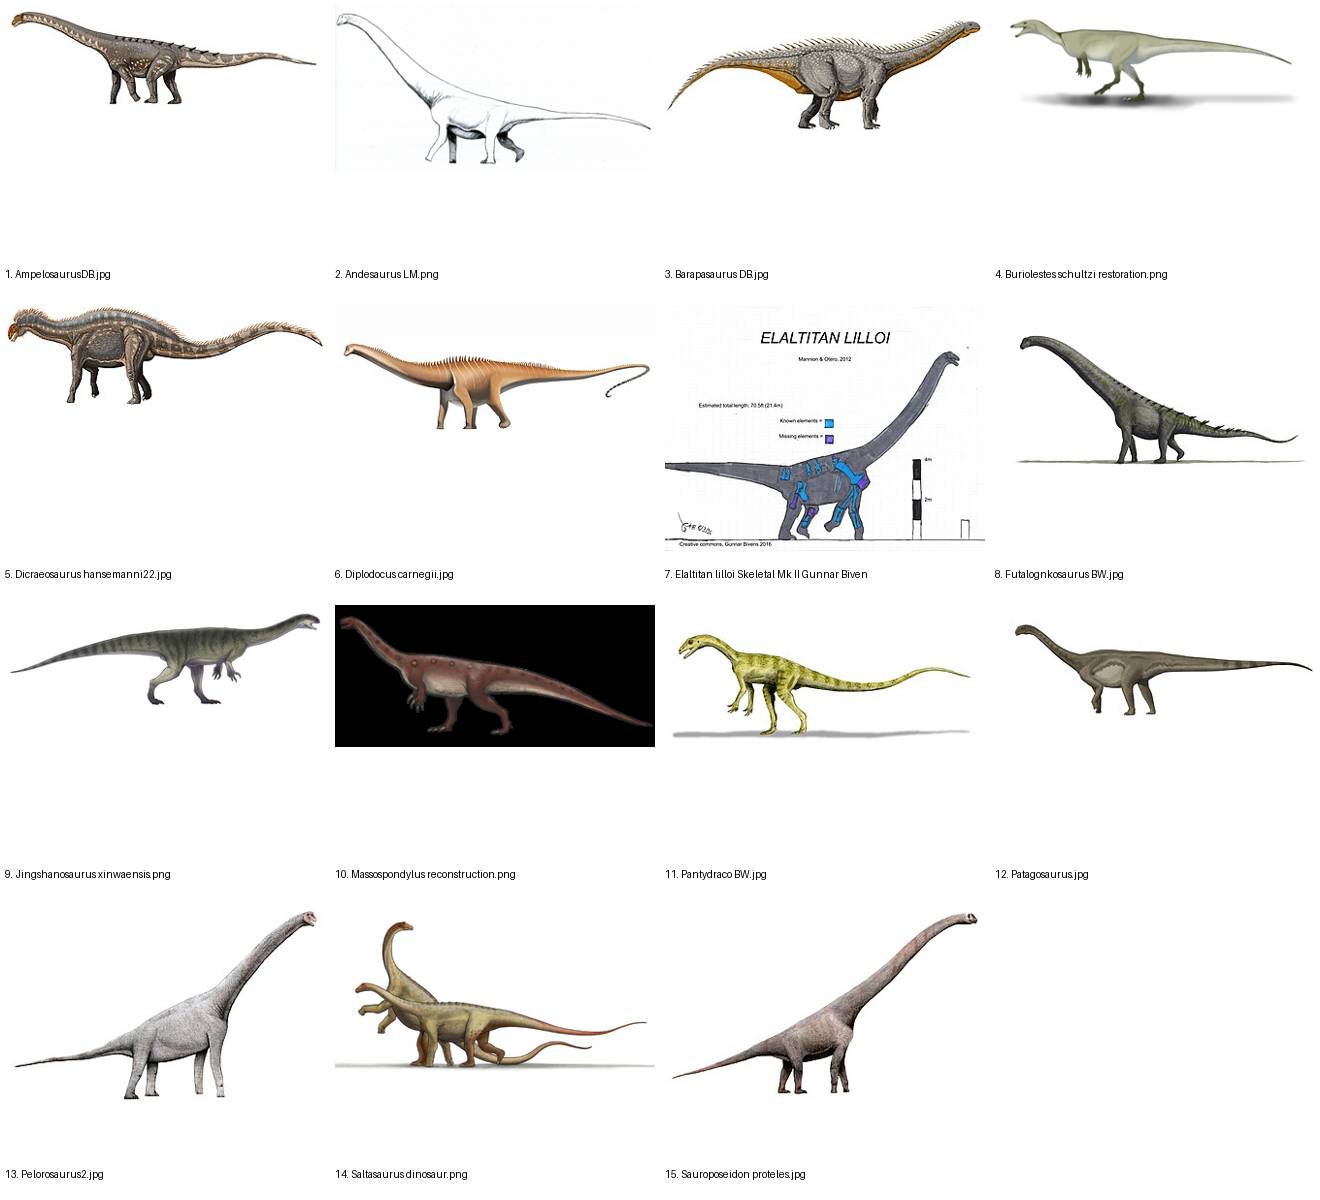 1. AmpelosaurusDB.jpg
2. Andesaurus LM.png
3. Barapasaurus DB.jpg
4. Buriolestes schultzi restoration.png
ELALTITAN LILLOI
Mannion & Otero, 2012
Estimated total length: 70.5ft (21.4m)
Known elements =
Missing elements =
4m
2m
Creative commons, Gunnar Bivens 2016
5. Dicraeosaurus hansemanni22.jpg
6. Diplodocus carnegii.jpg
7. Elaltitan lilloi Skeletal Mk II Gunnar Biven
8. Futalognkosaurus BW.jpg
9. Jingshanosaurus xinwaensis.png
10. Massospondylus reconstruction.png
11. Pantydraco BW.jpg
12. Patagosaurus.jpg
13. Pelorosaurus2.jpg
14. Saltasaurus dinosaur.png
15. Sauroposeidon proteles.jpg